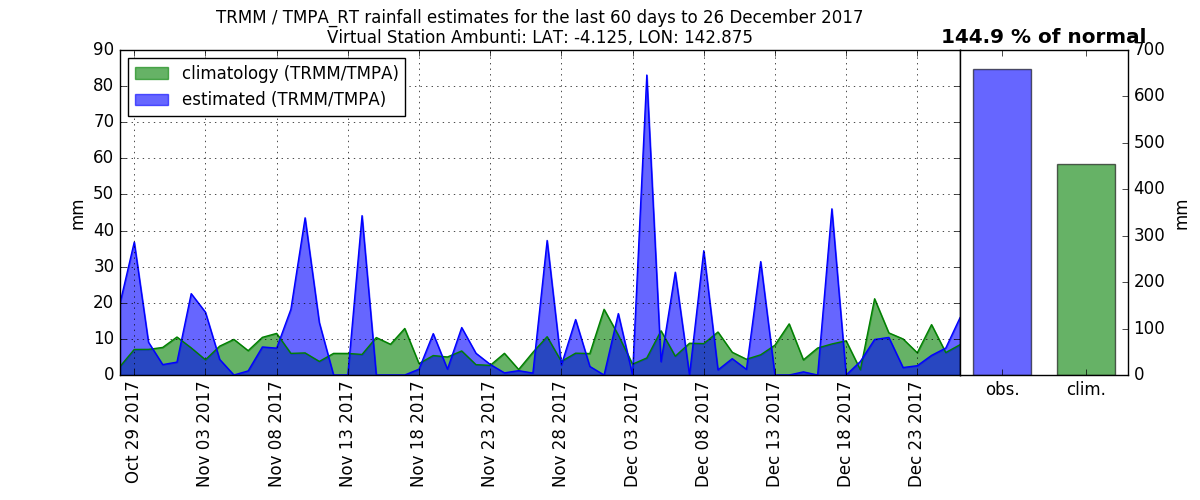 TRMM / TMPA_RT rainfall estimates for the last 60 days to 26 December 2017
Virtual Station Ambunti: LAT: -4.125, LON: 142.875
144.9 % of normal
climatology (TRMM/TMPA)
estimated (TRMM/TMPA)
mm
90
80
70
60
50
40
30
20
10
0
Oct 29 2017
Nov 03 2017
Nov 08 2017
Nov 13 2017
Nov 18 2017
Nov 23 2017
Nov 28 2017
Dec 03 2017
Dec 08 2017
Dec 13 2017
Dec 18 2017
Dec 23 2017
obs.
clim.
700
600
500
400
300
200
100
0
mm